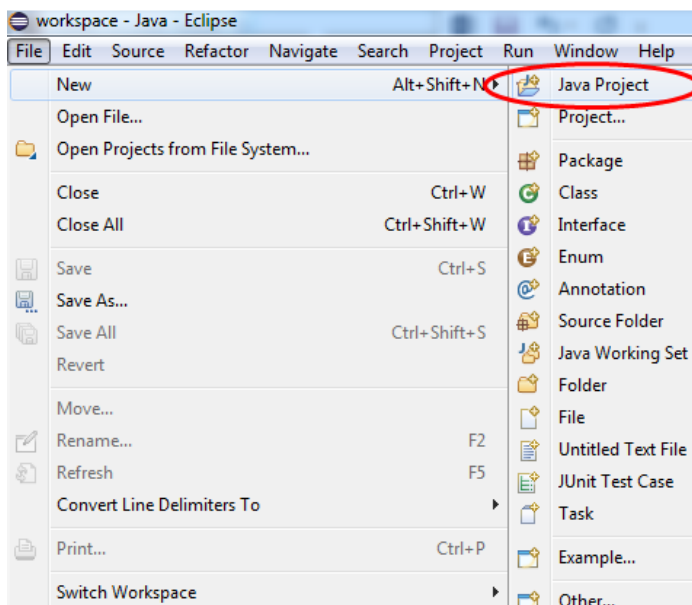 workspace - Java - Eclipse
File Edit Source Refactor Navigate Search Project Run Window Help
New Alt+Shift+N
Open File...
Open Projects from File System...
Close Ctrl+W
Close All Ctrl+Shift+W
Save Ctrl+S
Save As...
Save All Ctrl+Shift+S
Revert
Move...
Rename... F2
Refresh F5
Convert Line Delimiters To
Print... Ctrl+P
Switch Workspace
Java Project
Project...
Package
Class
Interface
Enum
Annotation
Source Folder
Java Working Set
Folder
File
Untitled Text File
JUnit Test Case
Task
Example...
Other...